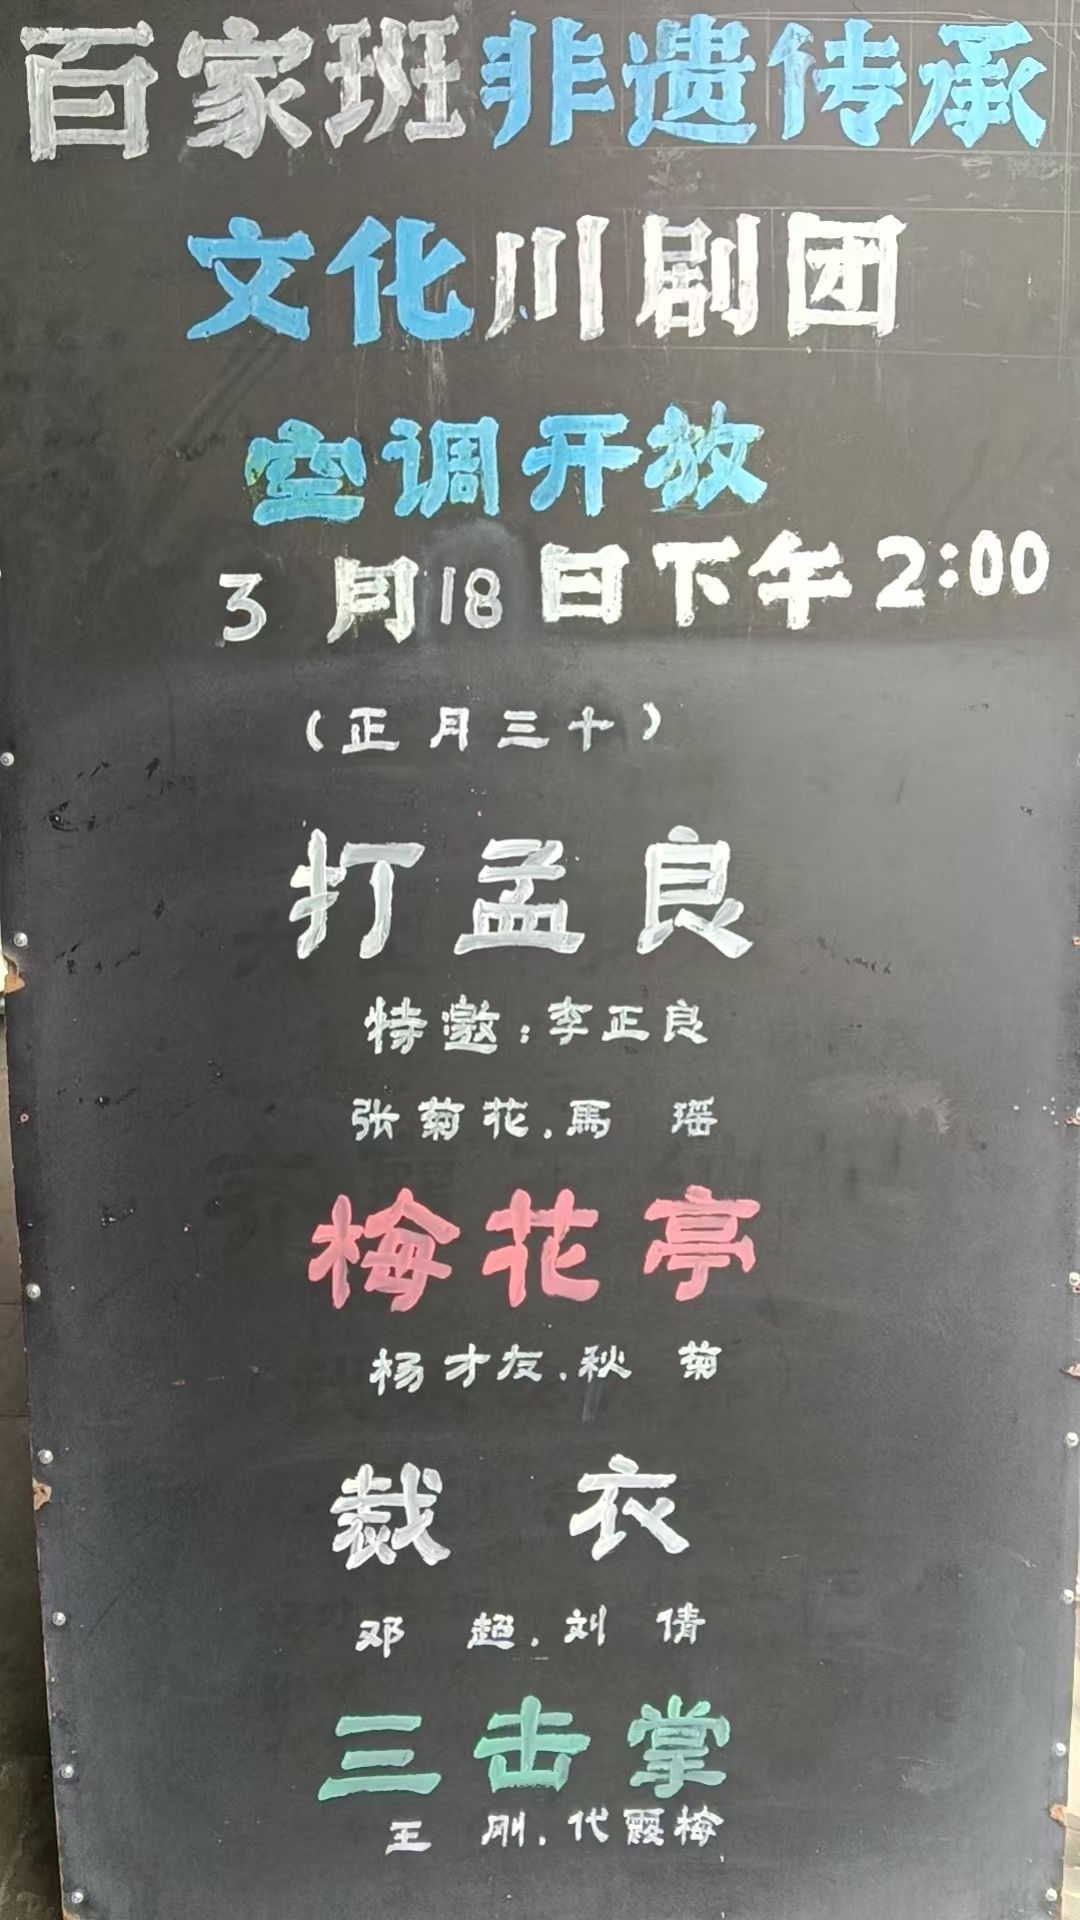 百家班非遗传承
文化川剧团
空调开放
3月18日下午2:00
(正月三十)
打孟良
特邀:李正良
张菊花.馬瑶
梅花亭
杨才友.秋菊
裁衣
邓超.刘倩
三击掌
王刚.代霞梅